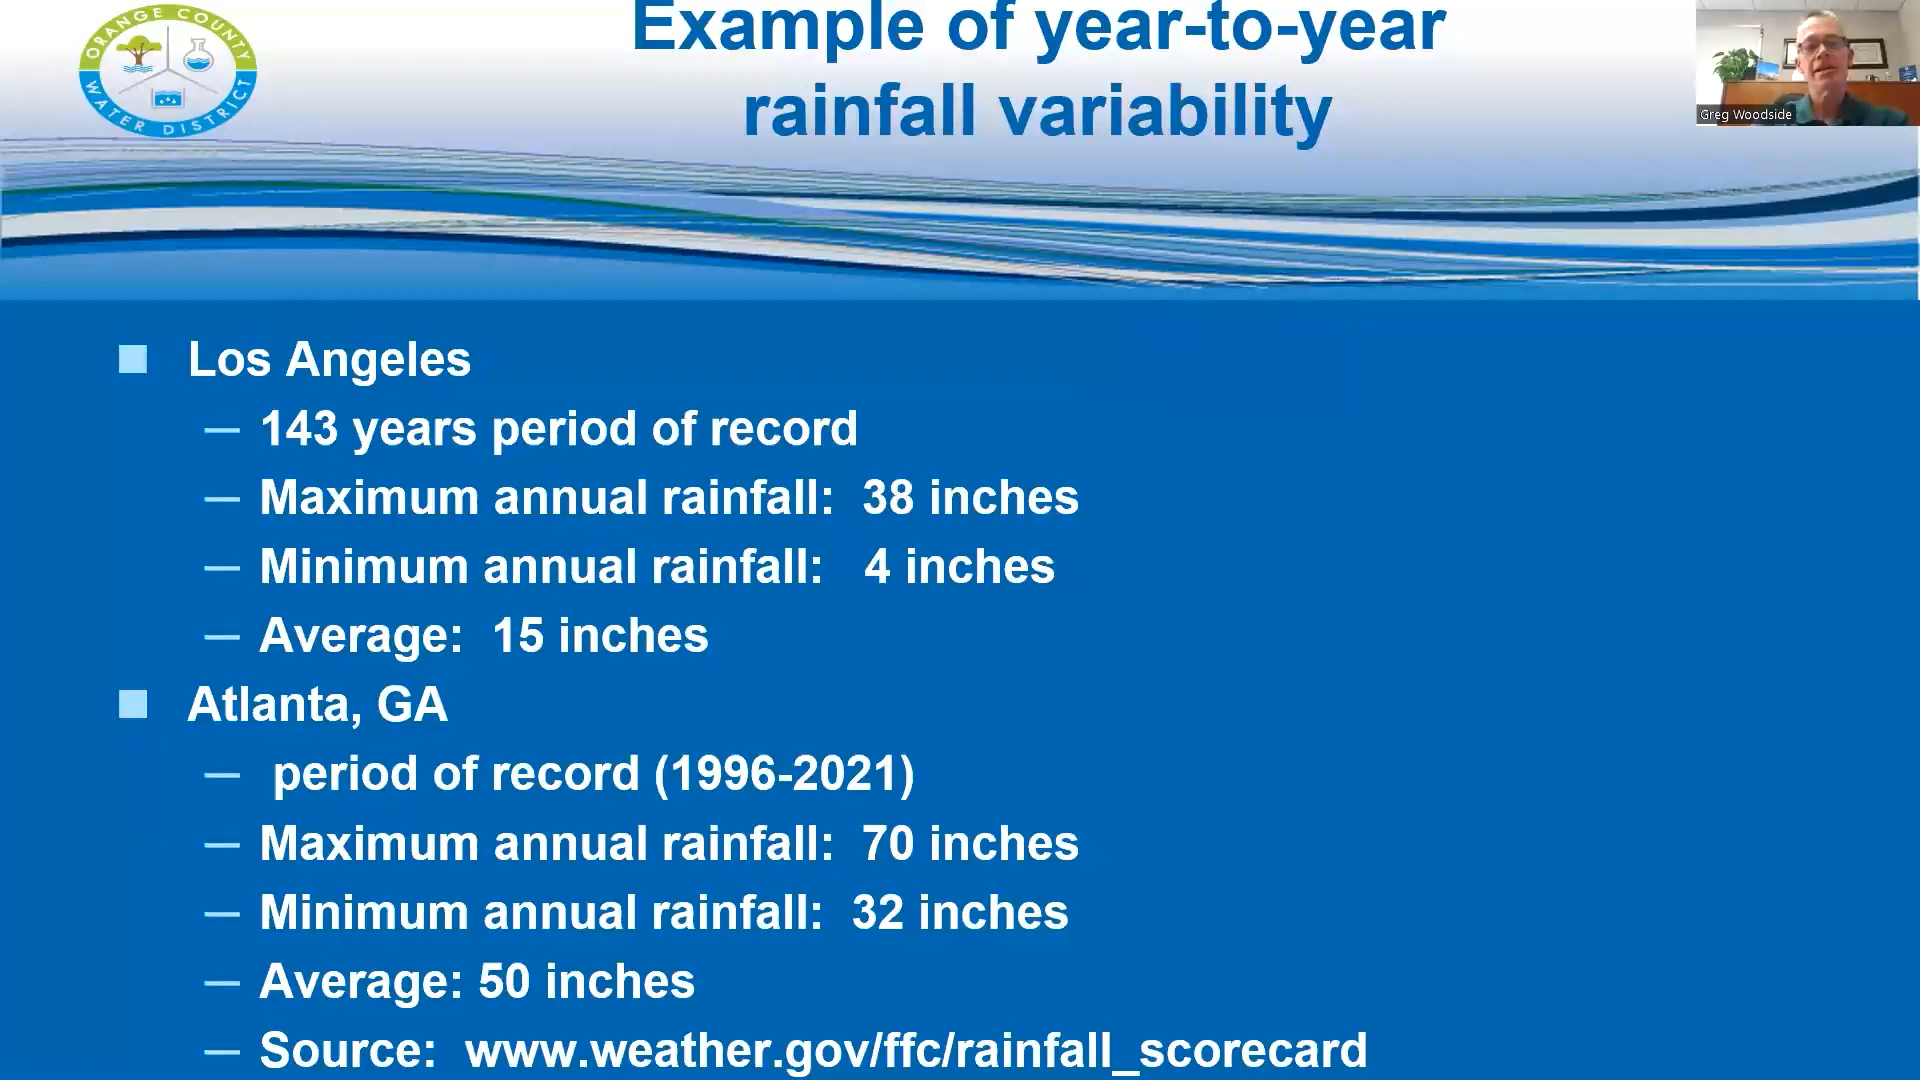 ORANGE COUNTY
WATER DISTRICT
Example of year-to-year
rainfall variability
Greg Woodside
Los Angeles
— 143 years period of record
— Maximum annual rainfall: 38 inches
— Minimum annual rainfall: 4 inches
— Average: 15 inches
Atlanta, GA
— period of record (1996-2021)
— Maximum annual rainfall: 70 inches
— Minimum annual rainfall: 32 inches
— Average: 50 inches
— Source: www.weather.gov/ffc/rainfall_scorecard